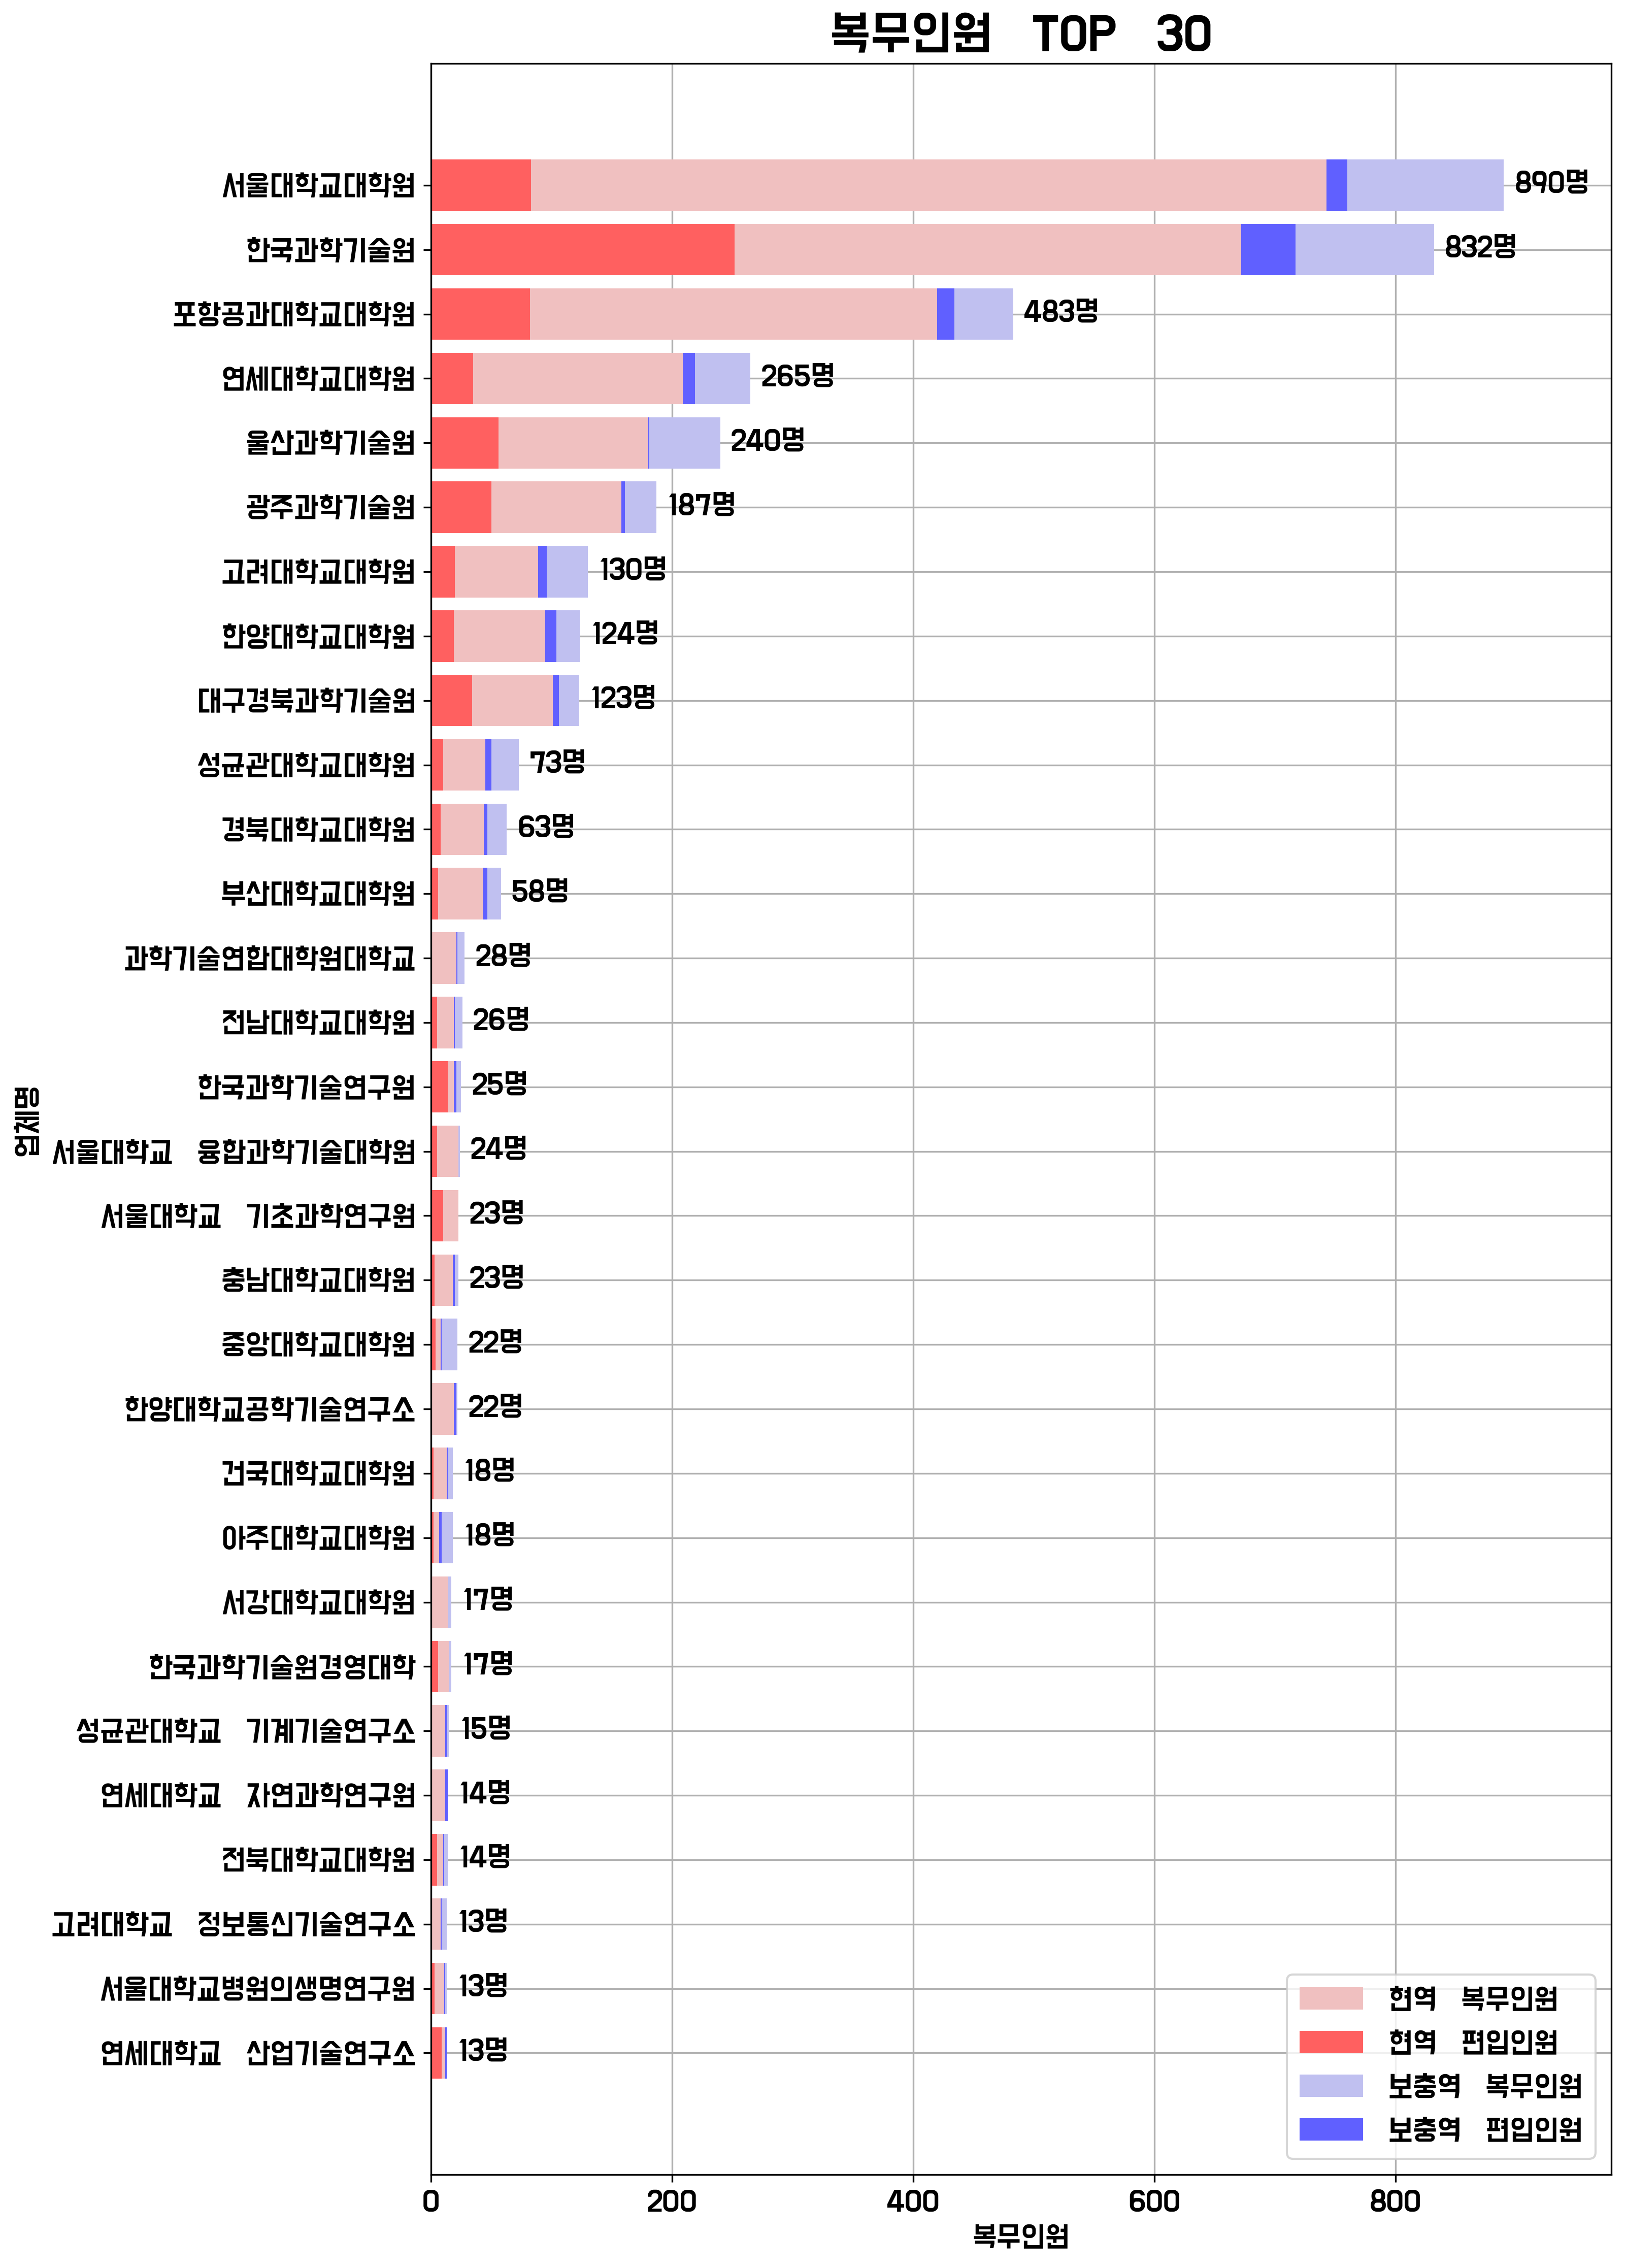 복무인원 TOP 30
서울대학교대학원 890명
한국과학기술원 832명
포항공과대학교대학원 483명
연세대학교대학원 265명
울산과학기술원 240명
광주과학기술원 187명
고려대학교대학원 130명
한양대학교대학원 124명
대구경북과학기술원 123명
성균관대학교대학원 73명
경북대학교대학원 63명
부산대학교대학원 58명
과학기술연합대학원대학교 28명
전남대학교대학원 26명
한국과학기술연구원 25명
업체명
서울대학교 융합과학기술대학원 24명
서울대학교 기초과학연구원 23명
충남대학교대학원 23명
중앙대학교대학원 22명
한양대학교공학기술연구소 22명
건국대학교대학원 18명
아주대학교대학원 18명
서강대학교대학원 17명
한국과학기술원경영대학 17명
성균관대학교 기계기술연구소 15명
연세대학교 자연과학연구원 14명
전북대학교대학원 14명
고려대학교 정보통신기술연구소 13명
서울대학교병원의생명연구원 13명
연세대학교 산업기술연구소 13명
현역 복무인원
현역 편입인원
보충역 복무인원
보충역 편입인원
0 200 400 600 800
복무인원